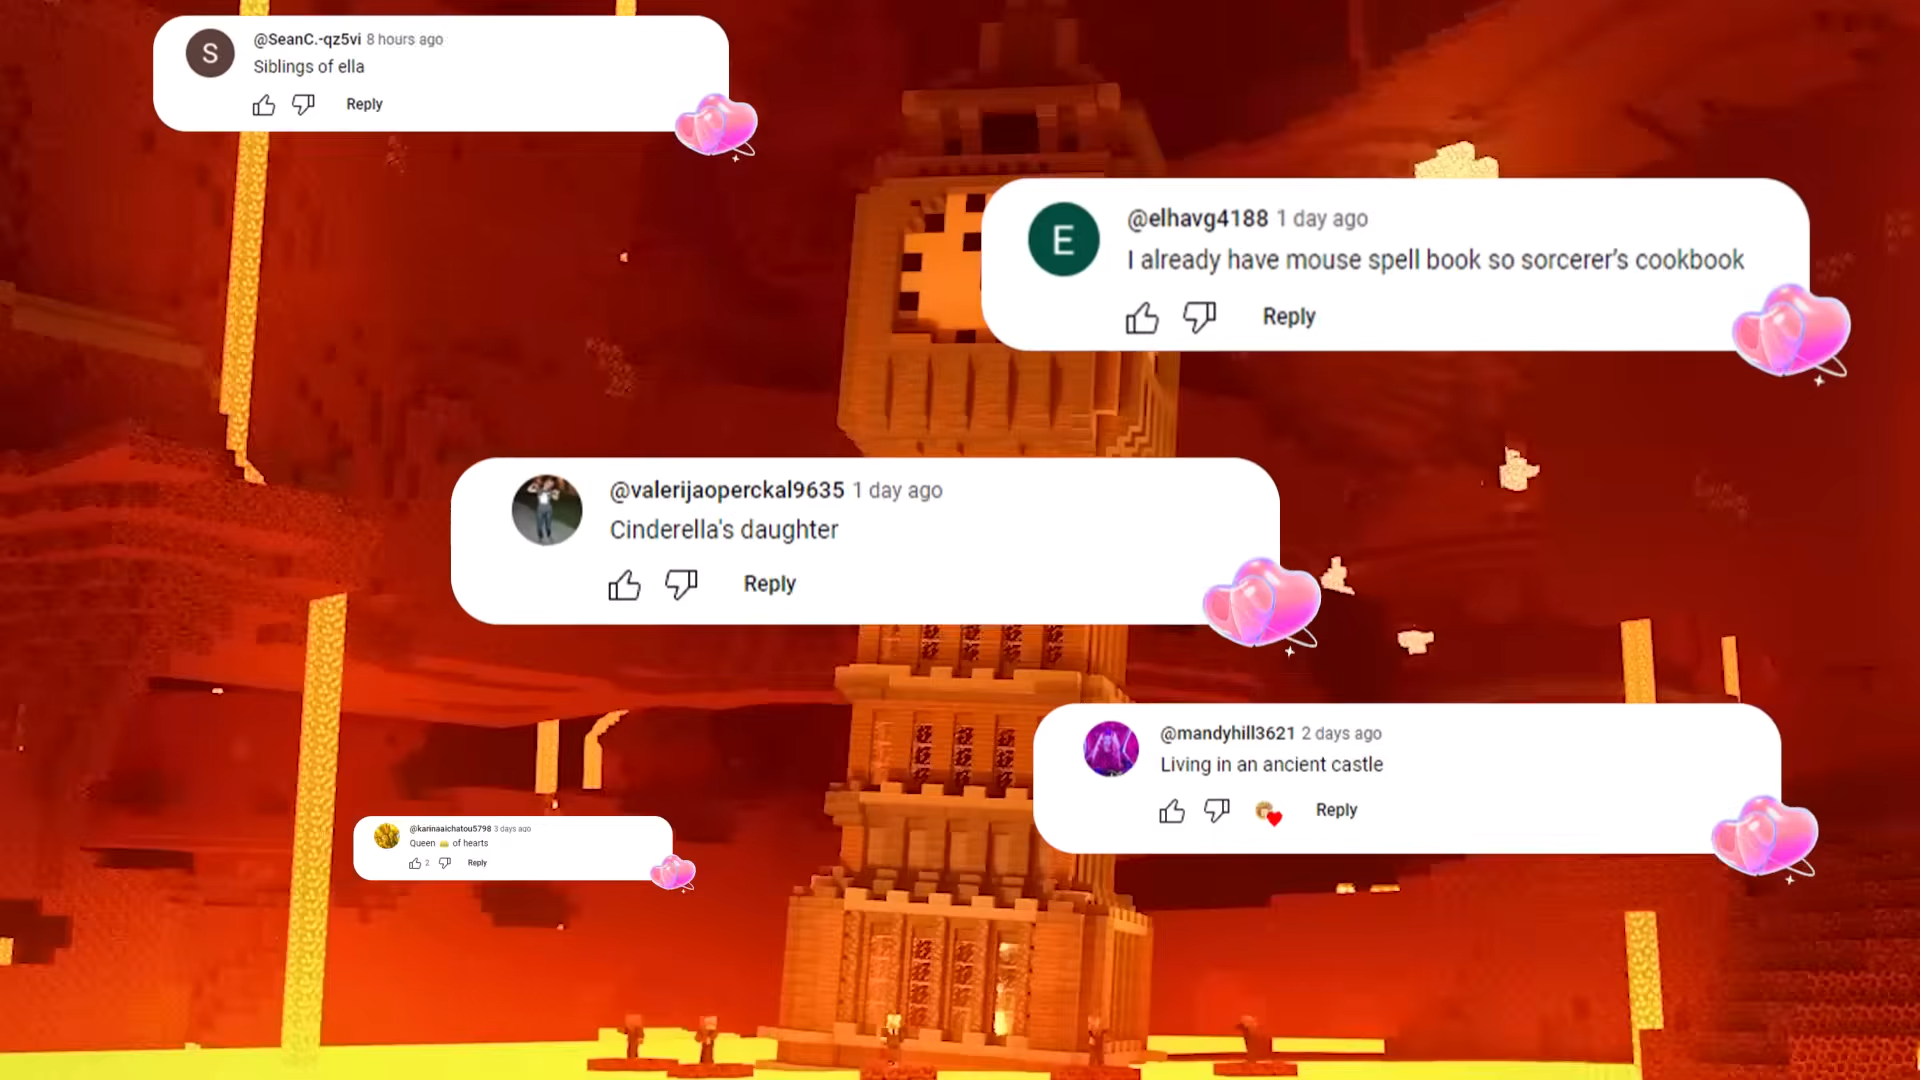 S
@SeanC.-qz5vi 8 hours ago
Siblings of ella
Reply
E
@elhavg4188 1 day ago
I already have mouse spell book so sorcerer's cookbook
Reply
@valerijaoperckal9635 1 day ago
Cinderella's daughter
Reply
@mandyhill3621 2 days ago
Living in an ancient castle
Reply
@karinaaichatou5798 3 days ago
Queen 👑 of hearts
2 Reply